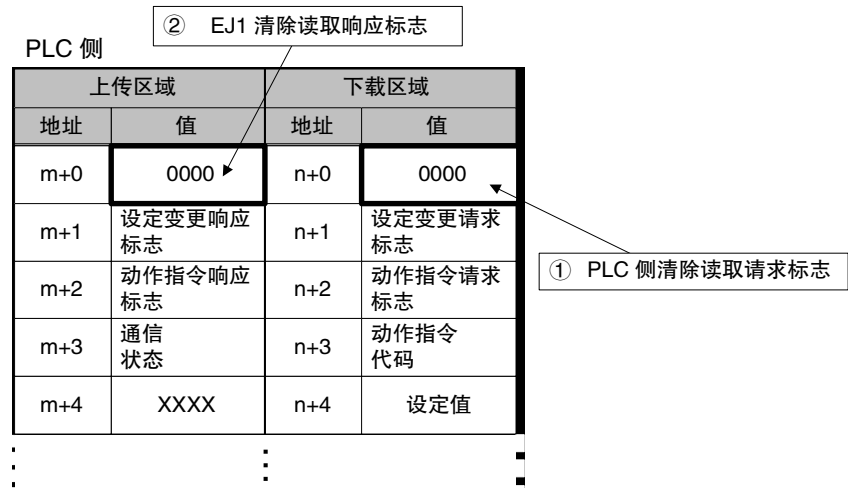 ② EJ1 清除读取响应标志
PLC 侧
上传区域 下载区域
地址 值 地址 值
m+0 0000 n+0 0000
m+1 设定变更响应 n+1 设定变更请求
标志 标志
① PLC 侧清除读取请求标志
m+2 动作指令响应 n+2 动作指令请求
标志 标志
m+3 通信 n+3 动作指令
状态 代码
m+4 XXXX n+4 设定值